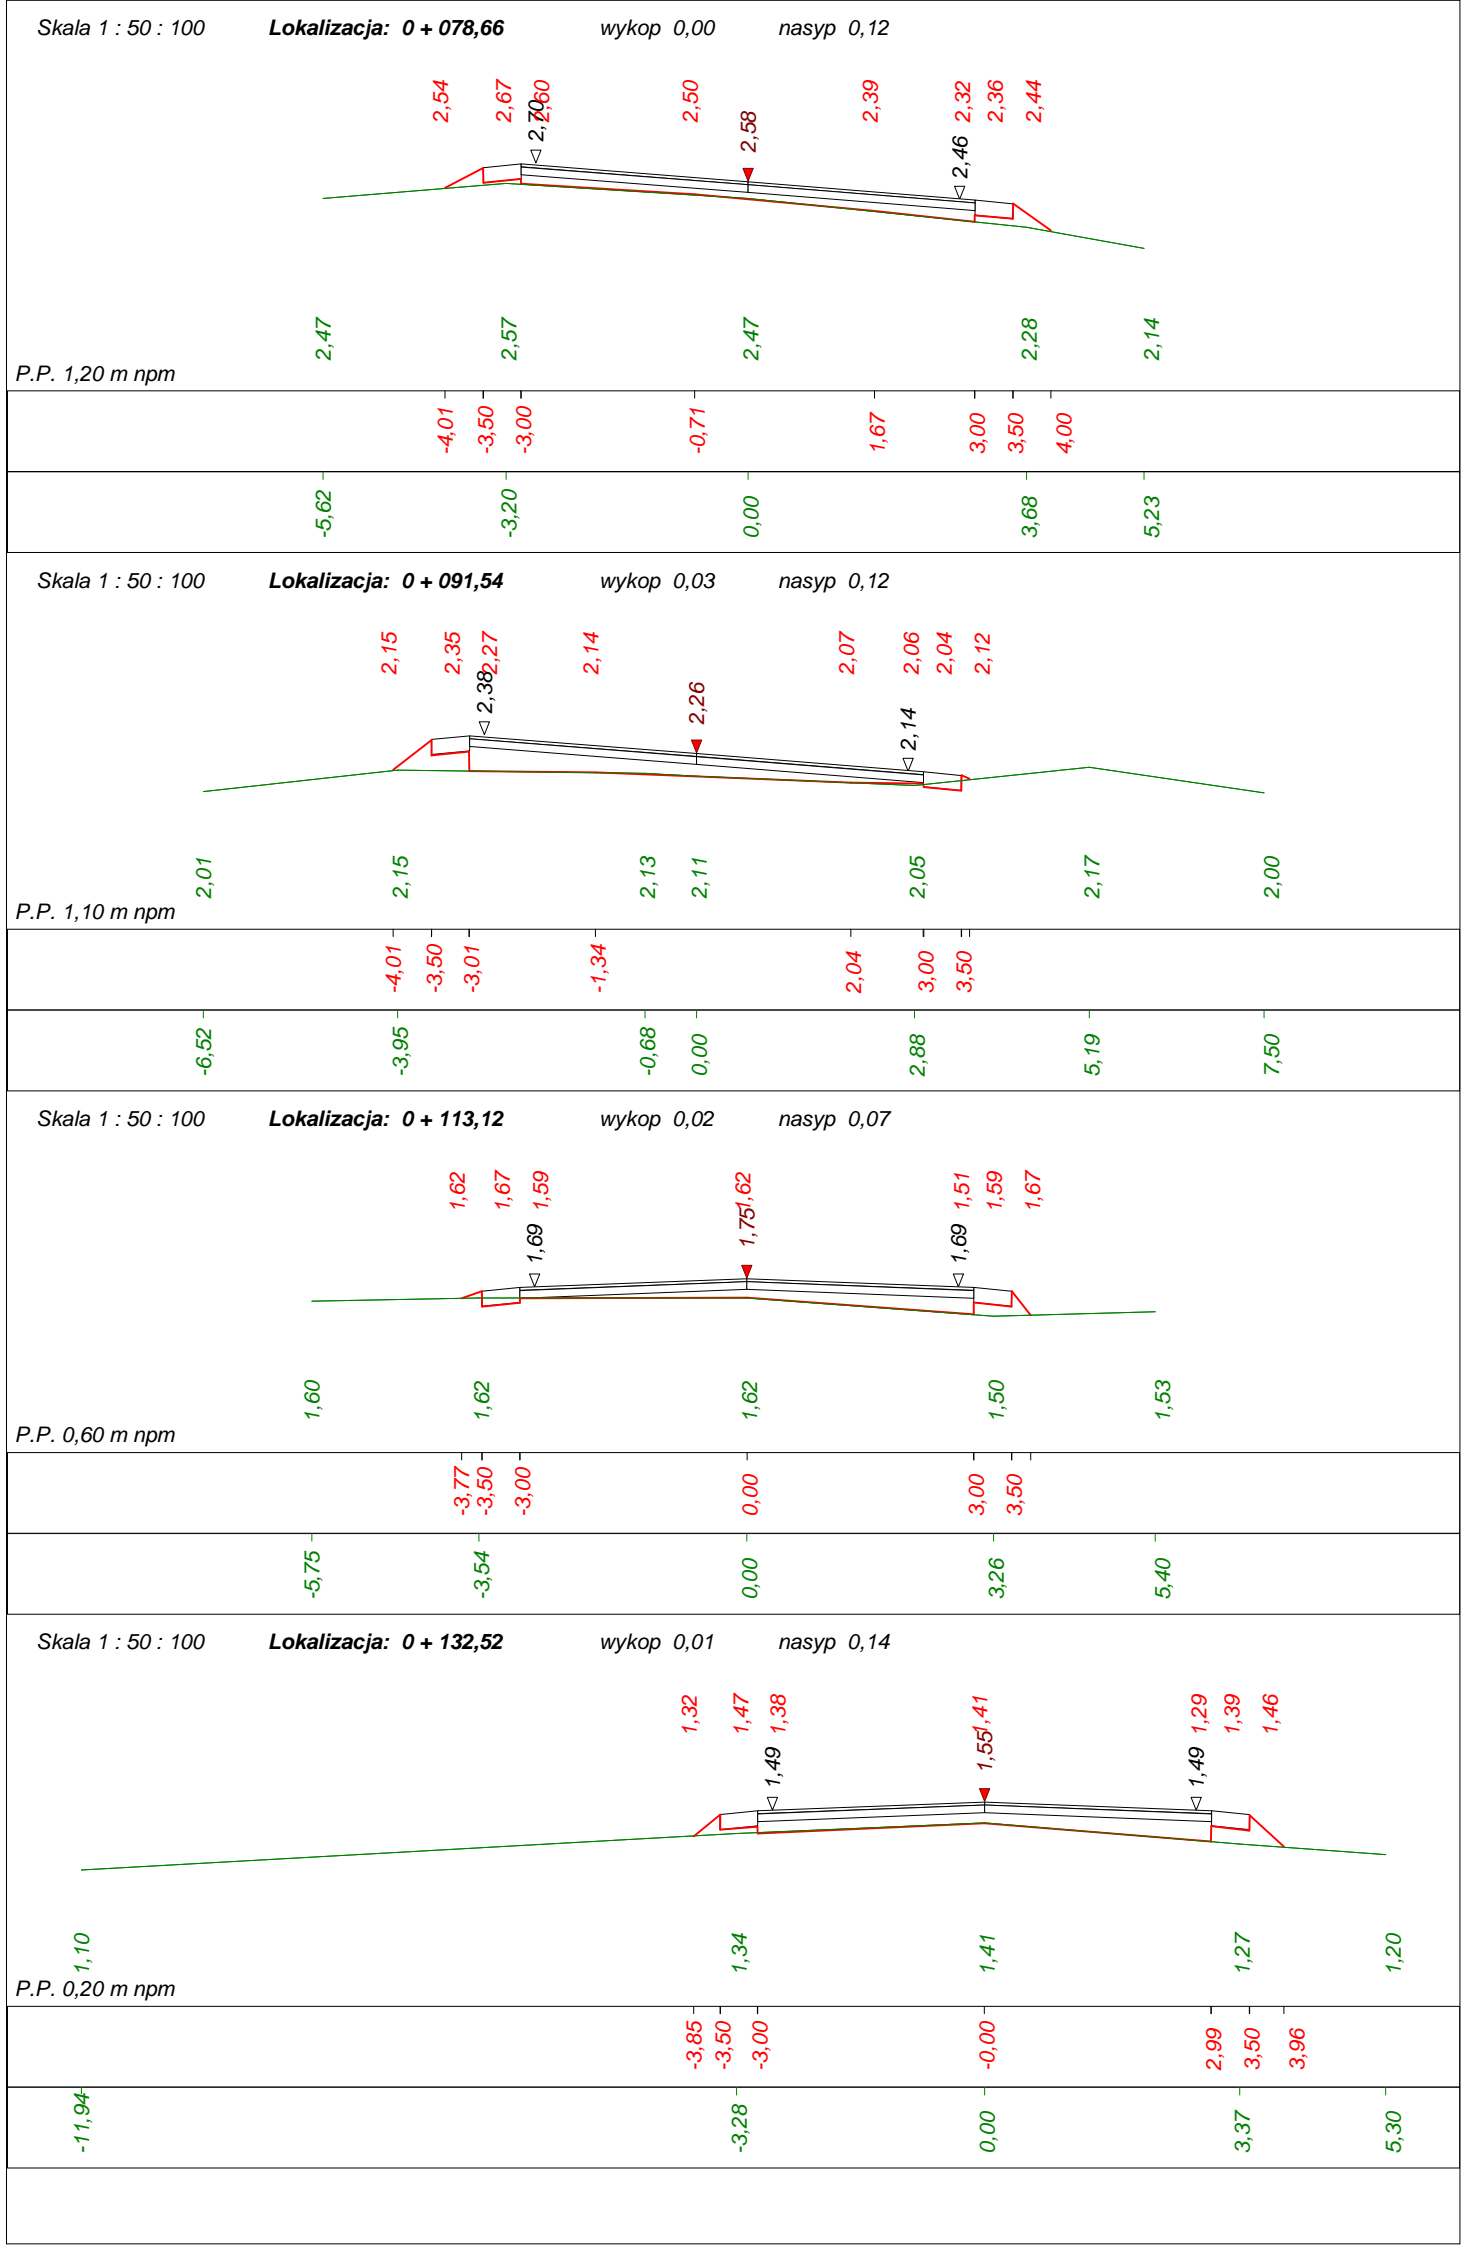 Skala 1 : 50 : 100 Lokalizacja: 0 + 078,66 wykop 0,00 nasyp 0,12
2,54 2,67 2,60 2,50 2,39 2,32 2,36 2,44
2,70 2,58 2,46
2,47 2,57 2,47 2,28 2,14
P.P. 1,20 m npm
-4,01 -3,50 -3,00 -0,71 1,67 3,00 3,50 4,00
-5,62 -3,20 0,00 3,68 5,23
Skala 1 : 50 : 100 Lokalizacja: 0 + 091,54 wykop 0,03 nasyp 0,12
2,15 2,35 2,27 2,14 2,07 2,06 2,04 2,12
2,38 2,26 2,14
2,01 2,15 2,13 2,11 2,05 2,17 2,00
P.P. 1,10 m npm
-4,01 -3,50 -3,01 -1,34 2,04 3,00 3,50
-6,52 -3,95 -0,68 0,00 2,88 5,19 7,50
Skala 1 : 50 : 100 Lokalizacja: 0 + 113,12 wykop 0,02 nasyp 0,07
1,62 1,67 1,59 1,62 1,51 1,59 1,67
1,69 1,75 1,69
1,60 1,62 1,62 1,50 1,53
P.P. 0,60 m npm
-3,77 -3,50 -3,00 0,00 3,00 3,50
-5,75 -3,54 0,00 3,26 5,40
Skala 1 : 50 : 100 Lokalizacja: 0 + 132,52 wykop 0,01 nasyp 0,14
1,32 1,47 1,38 1,41 1,29 1,39 1,46
1,49 1,55 1,49
1,10 1,34 1,41 1,27 1,20
P.P. 0,20 m npm
-3,85 -3,50 -3,00 -0,00 2,99 3,50 3,96
-11,94 -3,28 0,00 3,37 5,30